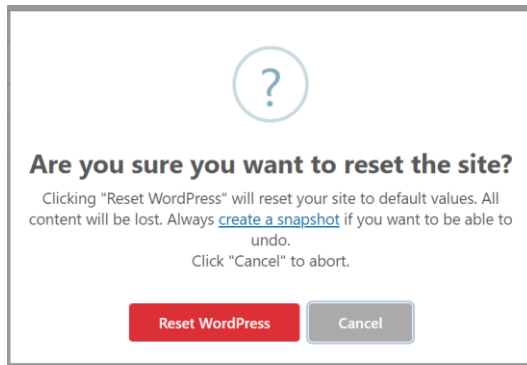 ?
Are you sure you want to reset the site?
Clicking "Reset WordPress" will reset your site to default values. All
content will be lost. Always create a snapshot if you want to be able to
undo.
Click "Cancel" to abort.
Reset WordPress Cancel